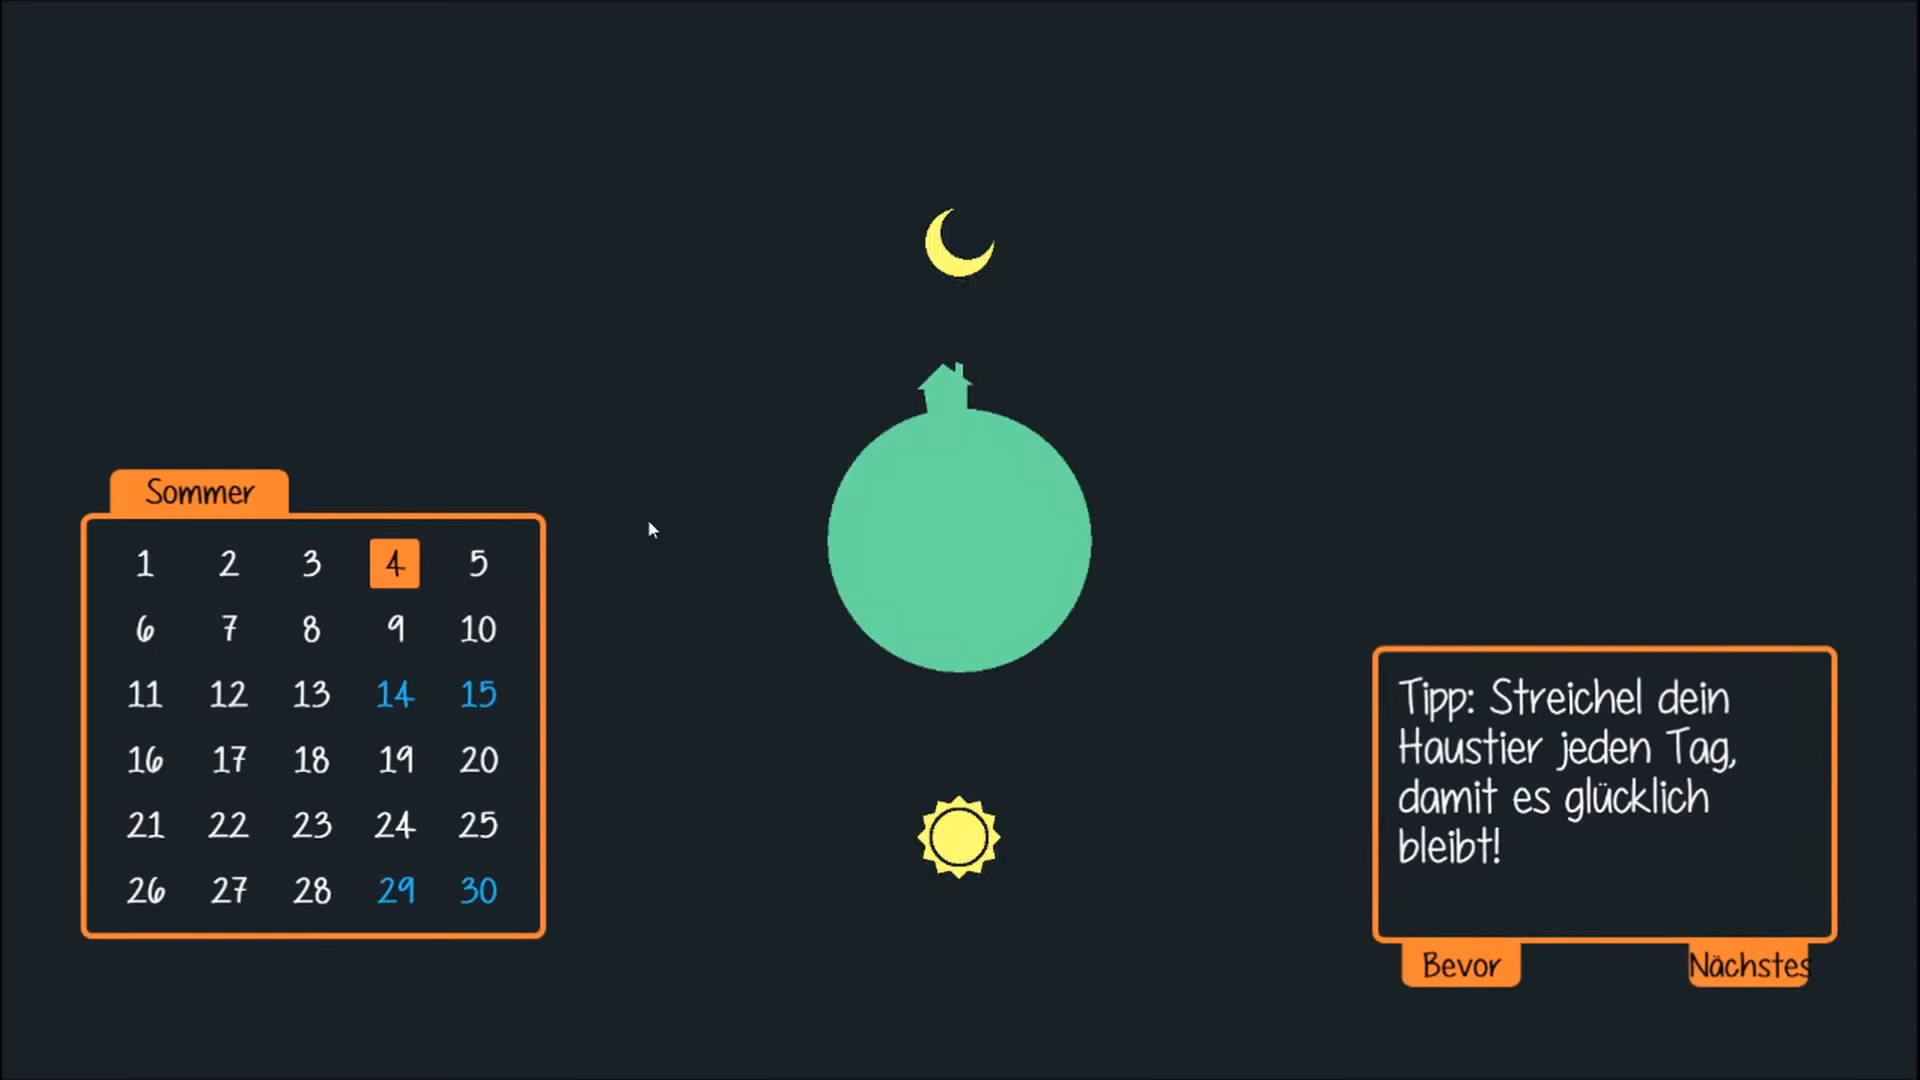 Sommer
1 2 3 4 5
6 7 8 9 10
11 12 13 14 15
16 17 18 19 20
21 22 23 24 25
26 27 28 29 30
Tipp: Streichel dein
Haustier jeden Tag,
damit es glücklich
bleibt!
Bevor
Nächstes